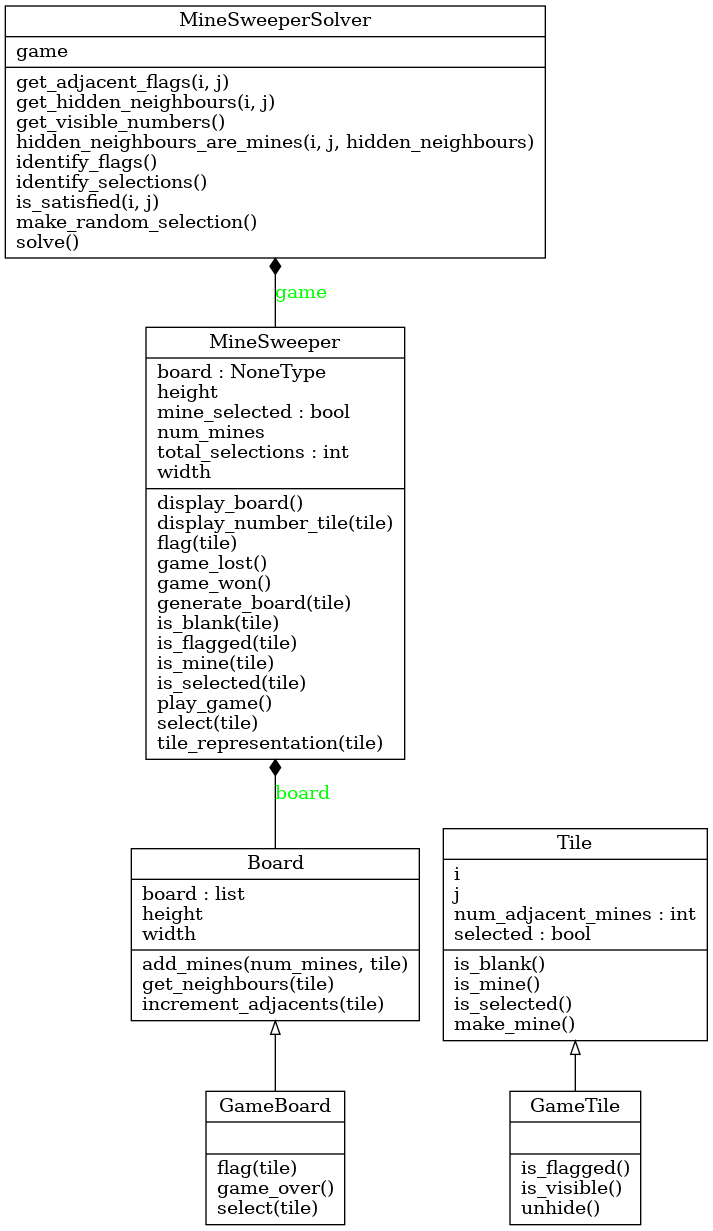 MineSweeperSolver
game
get_adjacent_flags(i, j)
get_hidden_neighbours(i, j)
get_visible_numbers()
hidden_neighbours_are_mines(i, j, hidden_neighbours)
identify_flags()
identify_selections()
is_satisfied(i, j)
make_random_selection()
solve()
game
MineSweeper
board : NoneType
height
mine_selected : bool
num_mines
total_selections : int
width
display_board()
display_number_tile(tile)
flag(tile)
game_lost()
game_won()
generate_board(tile)
is_blank(tile)
is_flagged(tile)
is_mine(tile)
is_selected(tile)
play_game()
select(tile)
tile_representation(tile)
board
Board
board : list
height
width
add_mines(num_mines, tile)
get_neighbours(tile)
increment_adjacents(tile)
Tile
i
j
num_adjacent_mines : int
selected : bool
is_blank()
is_mine()
is_selected()
make_mine()
GameBoard
flag(tile)
game_over()
select(tile)
GameTile
is_flagged()
is_visible()
unhide()